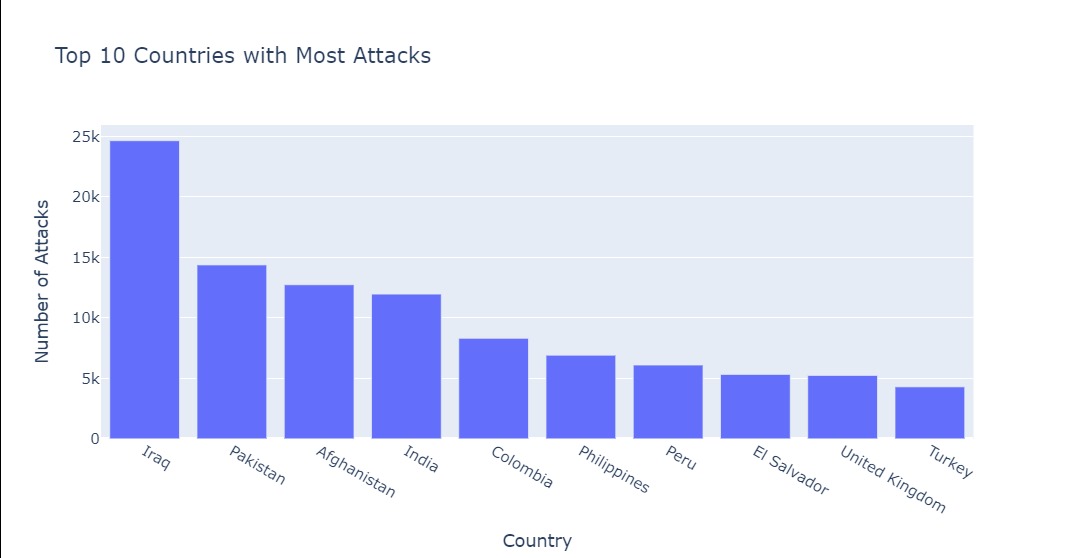 Top 10 Countries with Most Attacks
25k
20k
15k
10k
5k
0
Number of Attacks
Iraq
Pakistan
Afghanistan
India
Colombia
Philippines
Peru
El Salvador
United Kingdom
Turkey
Country